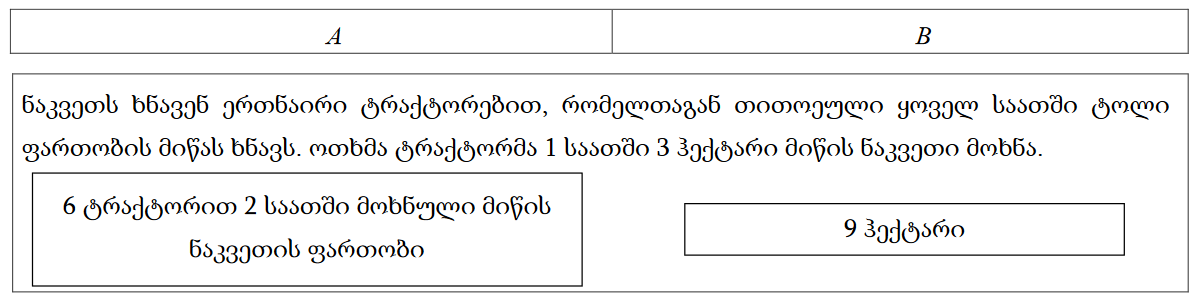 A B
ნაკვეთს ხნავენ ერთნაირი ტრაქტორებით, რომელთაგან თითოეული ყოველ საათში ტოლი
ფართობის მიწას ხნავს. ოთხმა ტრაქტორმა 1 საათში 3 ჰექტარი მიწის ნაკვეთი მოხნა.
6 ტრაქტორით 2 საათში მოხნული მიწის
ნაკვეთის ფართობი
9 ჰექტარი